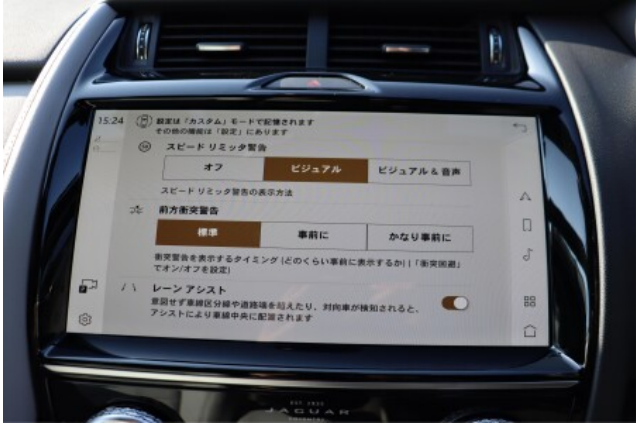 15:24
設定は「カスタム」モードで記憶されます
その他の機能は「設定」にあります
スピード リミッタ警告
オフ
ビジュアル
ビジュアル & 音声
スピード リミッタ警告の表示方法
前方衝突警告
標準
事前に
かなり事前に
衝突警告を表示するタイミング (どのくらい事前に表示するか) (「衝突回避」
でオン/オフを設定)
レーン アシスト
意図せず車線区分線や道路端を超えたり、対向車が検知されると、
アシストにより車線中央に配置されます
EST 1935
JAGUAR
COVENTRY